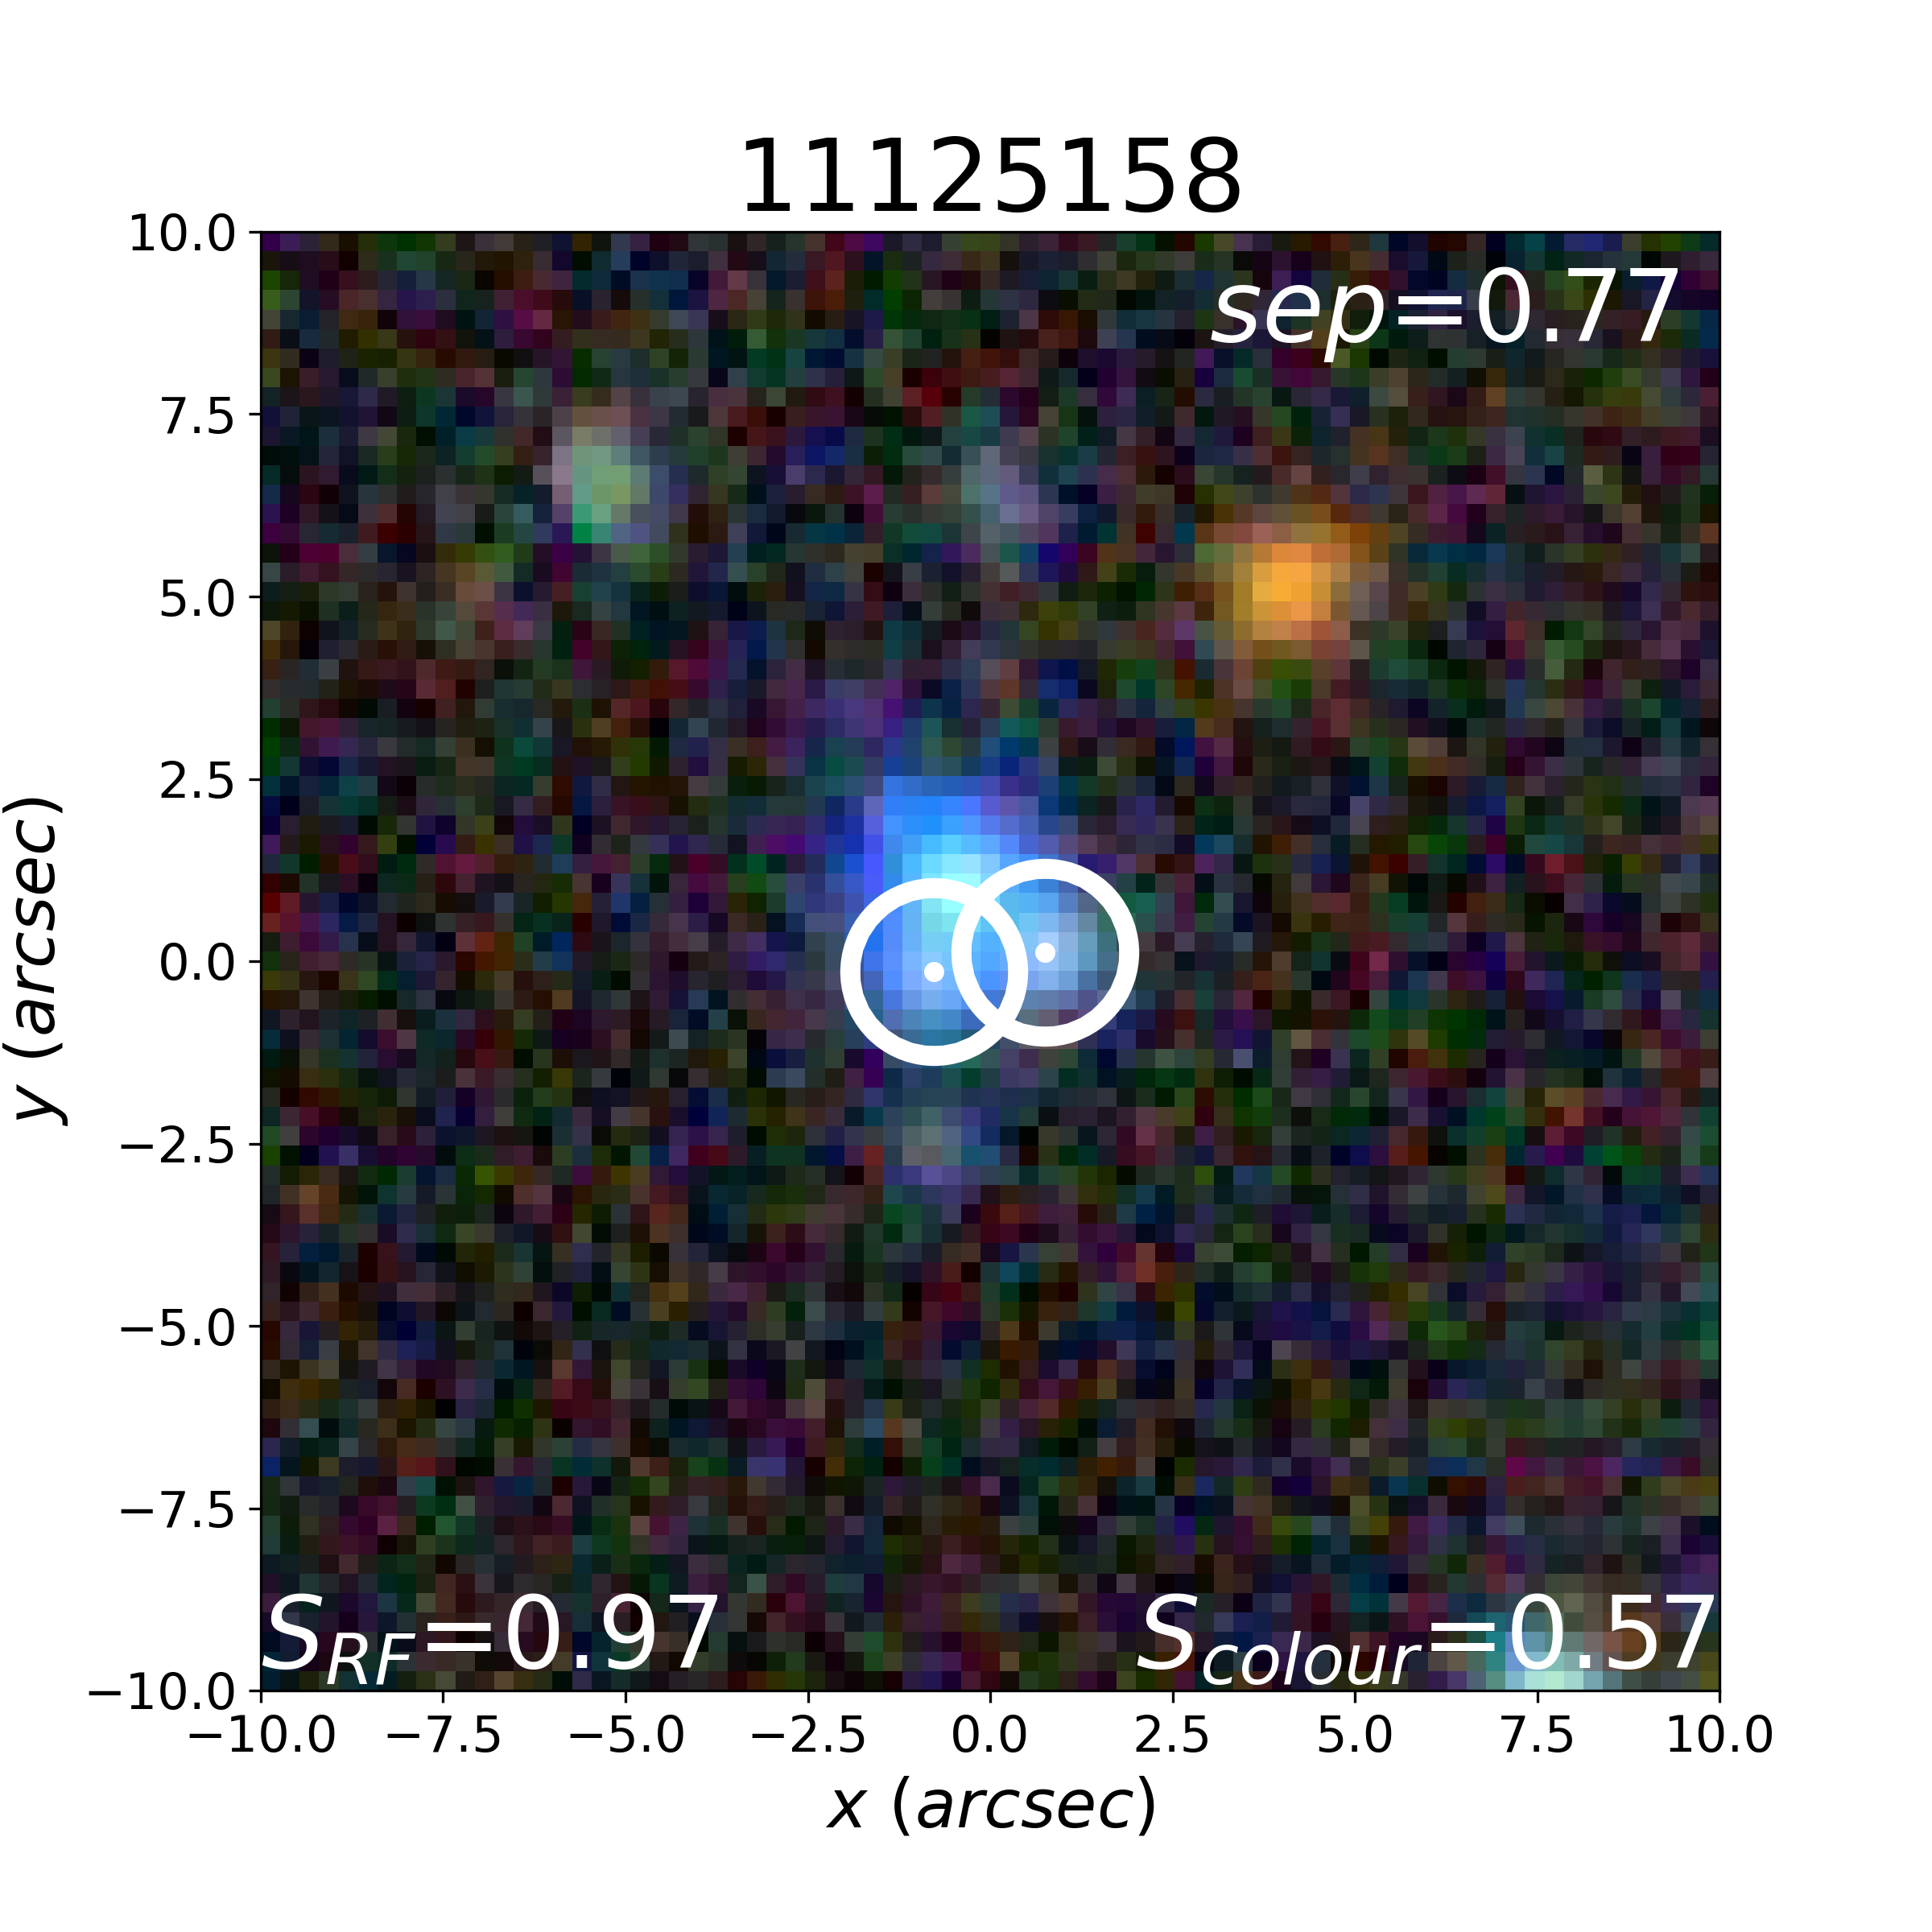 11125158
sep=0.77
10.0
7.5
5.0
2.5
0.0
−2.5
−5.0
−7.5
−10.0
y (arcsec)
S_RF=0.97
S_colour=0.57
−10.0 −7.5 −5.0 −2.5 0.0 2.5 5.0 7.5 10.0
x (arcsec)